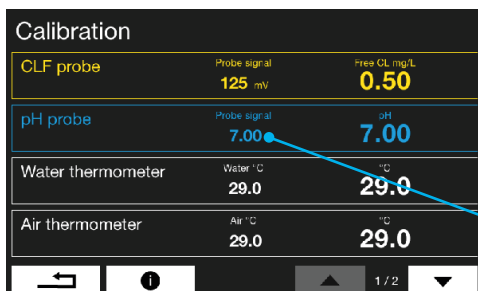 Calibration
CLF probe
Probe signal
125 mV
Free CL mg/L
0.50
pH probe
Probe signal
7.00
pH
7.00
Water thermometer
Water °C
29.0
°C
29.0
Air thermometer
Air °C
29.0
°C
29.0
1/2